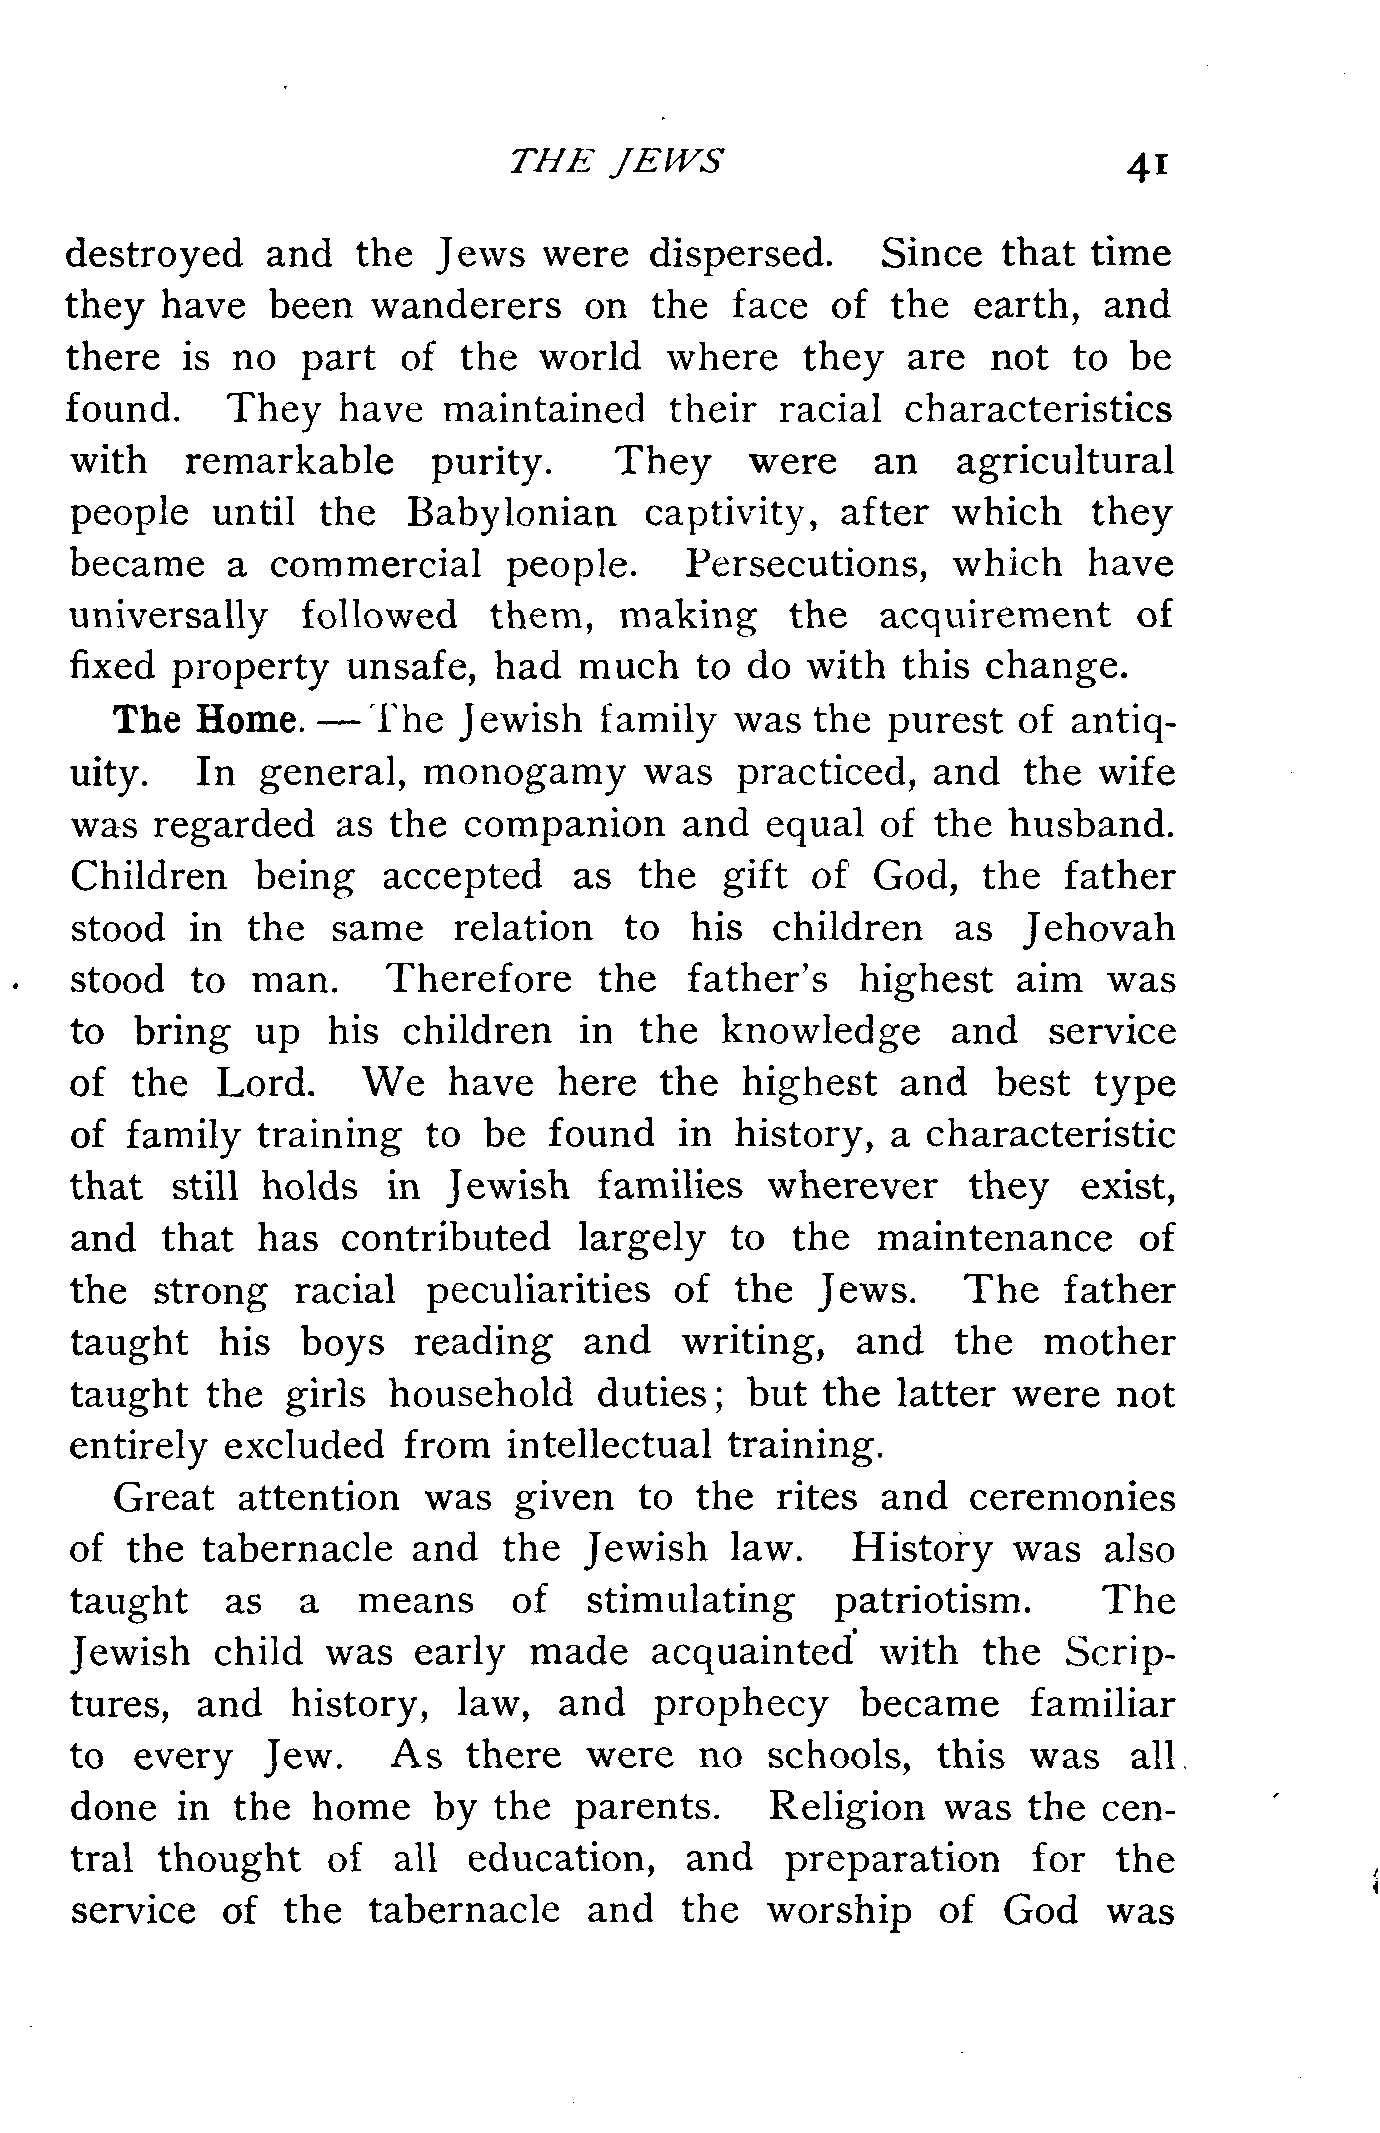 THE JEWS 41
destroyed and the Jews were dispersed. Since that time
they have been wanderers on the face of the earth, and
there is no part of the world where they are not to be
found. They have maintained their racial characteristics
with remarkable purity. They were an agricultural
people until the Babylonian captivity, after which they
became a commercial people. Persecutions, which have
universally followed them, making the acquirement of
fixed property unsafe, had much to do with this change.
The Home. — The Jewish family was the purest of antiq-
uity. In general, monogamy was practiced, and the wife
was regarded as the companion and equal of the husband.
Children being accepted as the gift of God, the father
stood in the same relation to his children as Jehovah
stood to man. Therefore the father's highest aim was
to bring up his children in the knowledge and service
of the Lord. We have here the highest and best type
of family training to be found in history, a characteristic
that still holds in Jewish families wherever they exist,
and that has contributed largely to the maintenance of
the strong racial peculiarities of the Jews. The father
taught his boys reading and writing, and the mother
taught the girls household duties; but the latter were not
entirely excluded from intellectual training.
Great attention was given to the rites and ceremonies
of the tabernacle and the Jewish law. History was also
taught as a means of stimulating patriotism. The
Jewish child was early made acquainted with the Scrip-
tures, and history, law, and prophecy became familiar
to every Jew. As there were no schools, this was all
done in the home by the parents. Religion was the cen-
tral thought of all education, and preparation for the
service of the tabernacle and the worship of God was